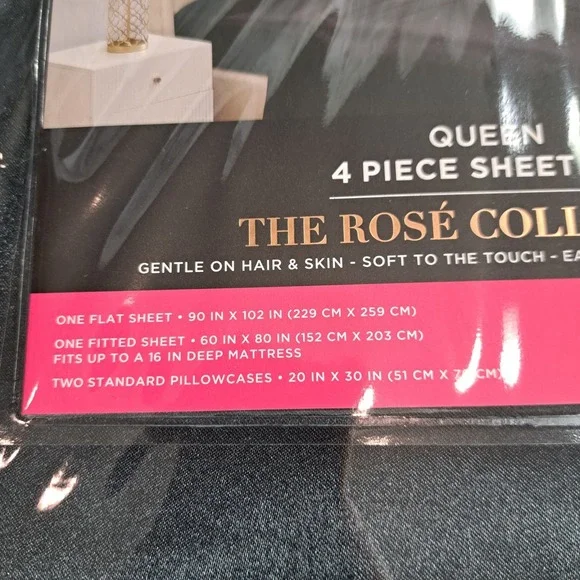 QUEEN
4 PIECE SHEET
THE ROSÉ
GENTLE ON HAIR & SKIN - SOFT TO THE TOUCH -
ONE FLAT SHEET • 90 IN X 102 IN (229 CM X 259 CM)
ONE FITTED SHEET • 60 IN X 80 IN (152 CM X 203 CM)
FITS UP TO A 16 IN DEEP MATTRESS
TWO STANDARD PILLOWCASES • 20 IN X 30 IN (51 CM X CM)